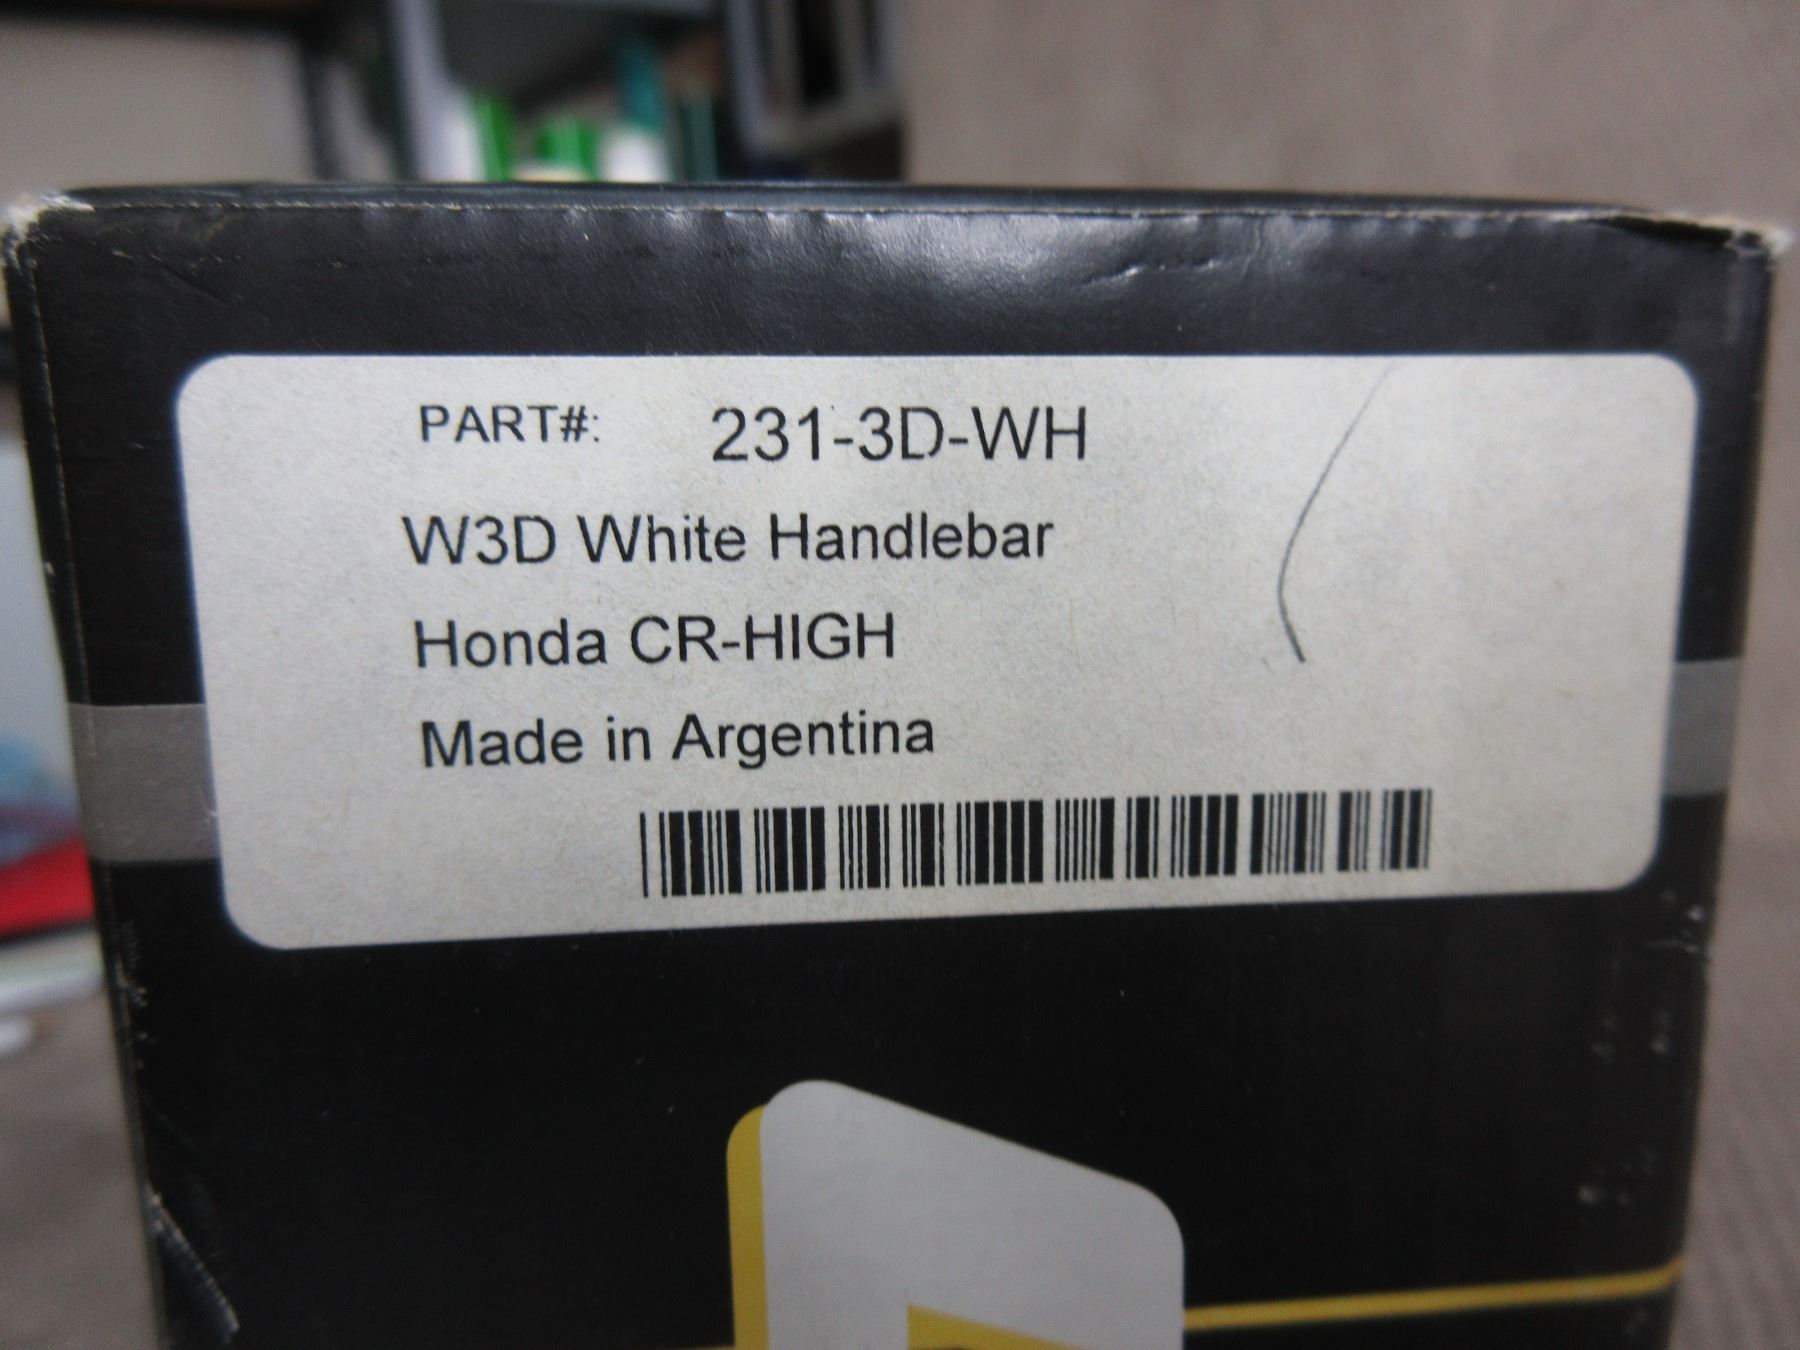 PART#: 231-3D-WH
W3D White Handlebar
Honda CR-HIGH
Made in Argentina